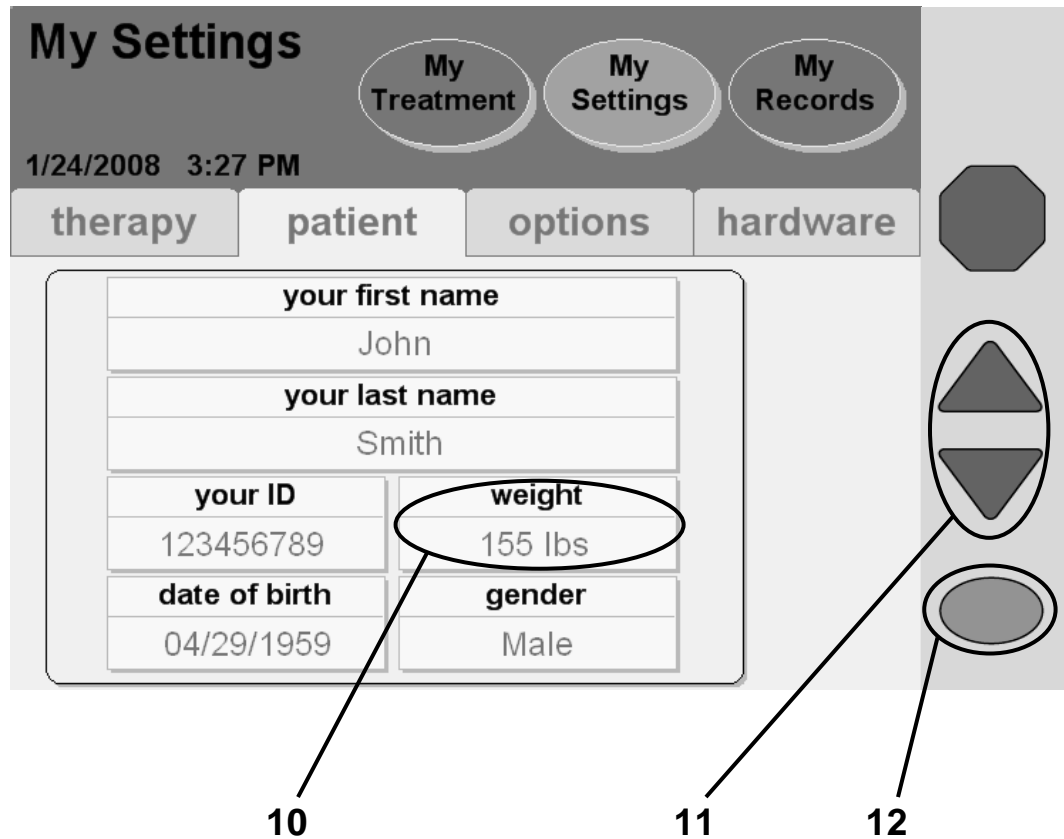 My Settings
My
Treatment
My
Settings
My
Records
1/24/2008 3:27 PM
therapy
patient
options
hardware
your first name
John
your last name
Smith
your ID
weight
123456789
155 lbs
date of birth
gender
04/29/1959
Male
10
11
12